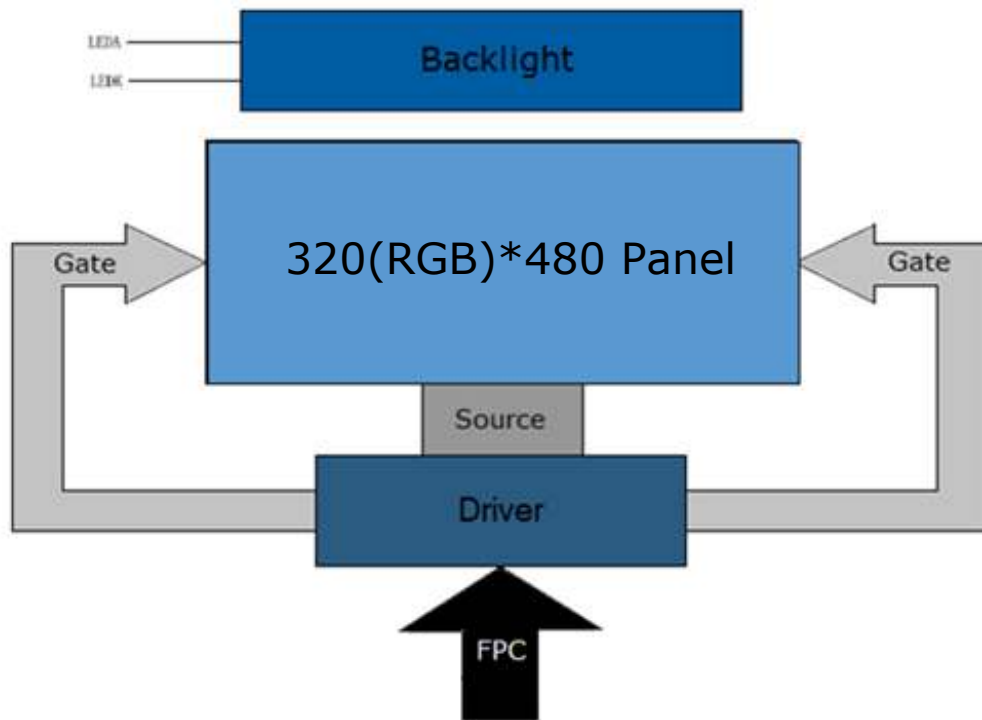 LEDA
Backlight
LEDK
320(RGB)*480 Panel
Gate
Gate
Source
Driver
FPC